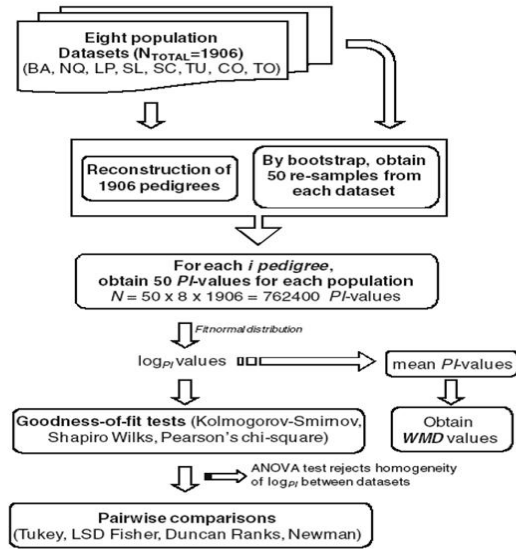 Eight population
Datasets (NTOTAL=1906)
(BA, NQ, LP, SL, SC, TU, CO, TO)
Reconstruction of
1906 pedigrees
By bootstrap, obtain
50 re-samples from
each dataset
For each i pedigree,
obtain 50 PI-values for each population
N = 50 x 8 x 1906 = 762400 PI-values
Fit normal distribution
logPI values
mean PI-values
Goodness-of-fit tests (Kolmogorov-Smirnov,
Shapiro Wilks, Pearson's chi-square)
Obtain
WMD values
ANOVA test rejects homogeneity
of logPI between datasets
Pairwise comparisons
(Tukey, LSD Fisher, Duncan Ranks, Newman)